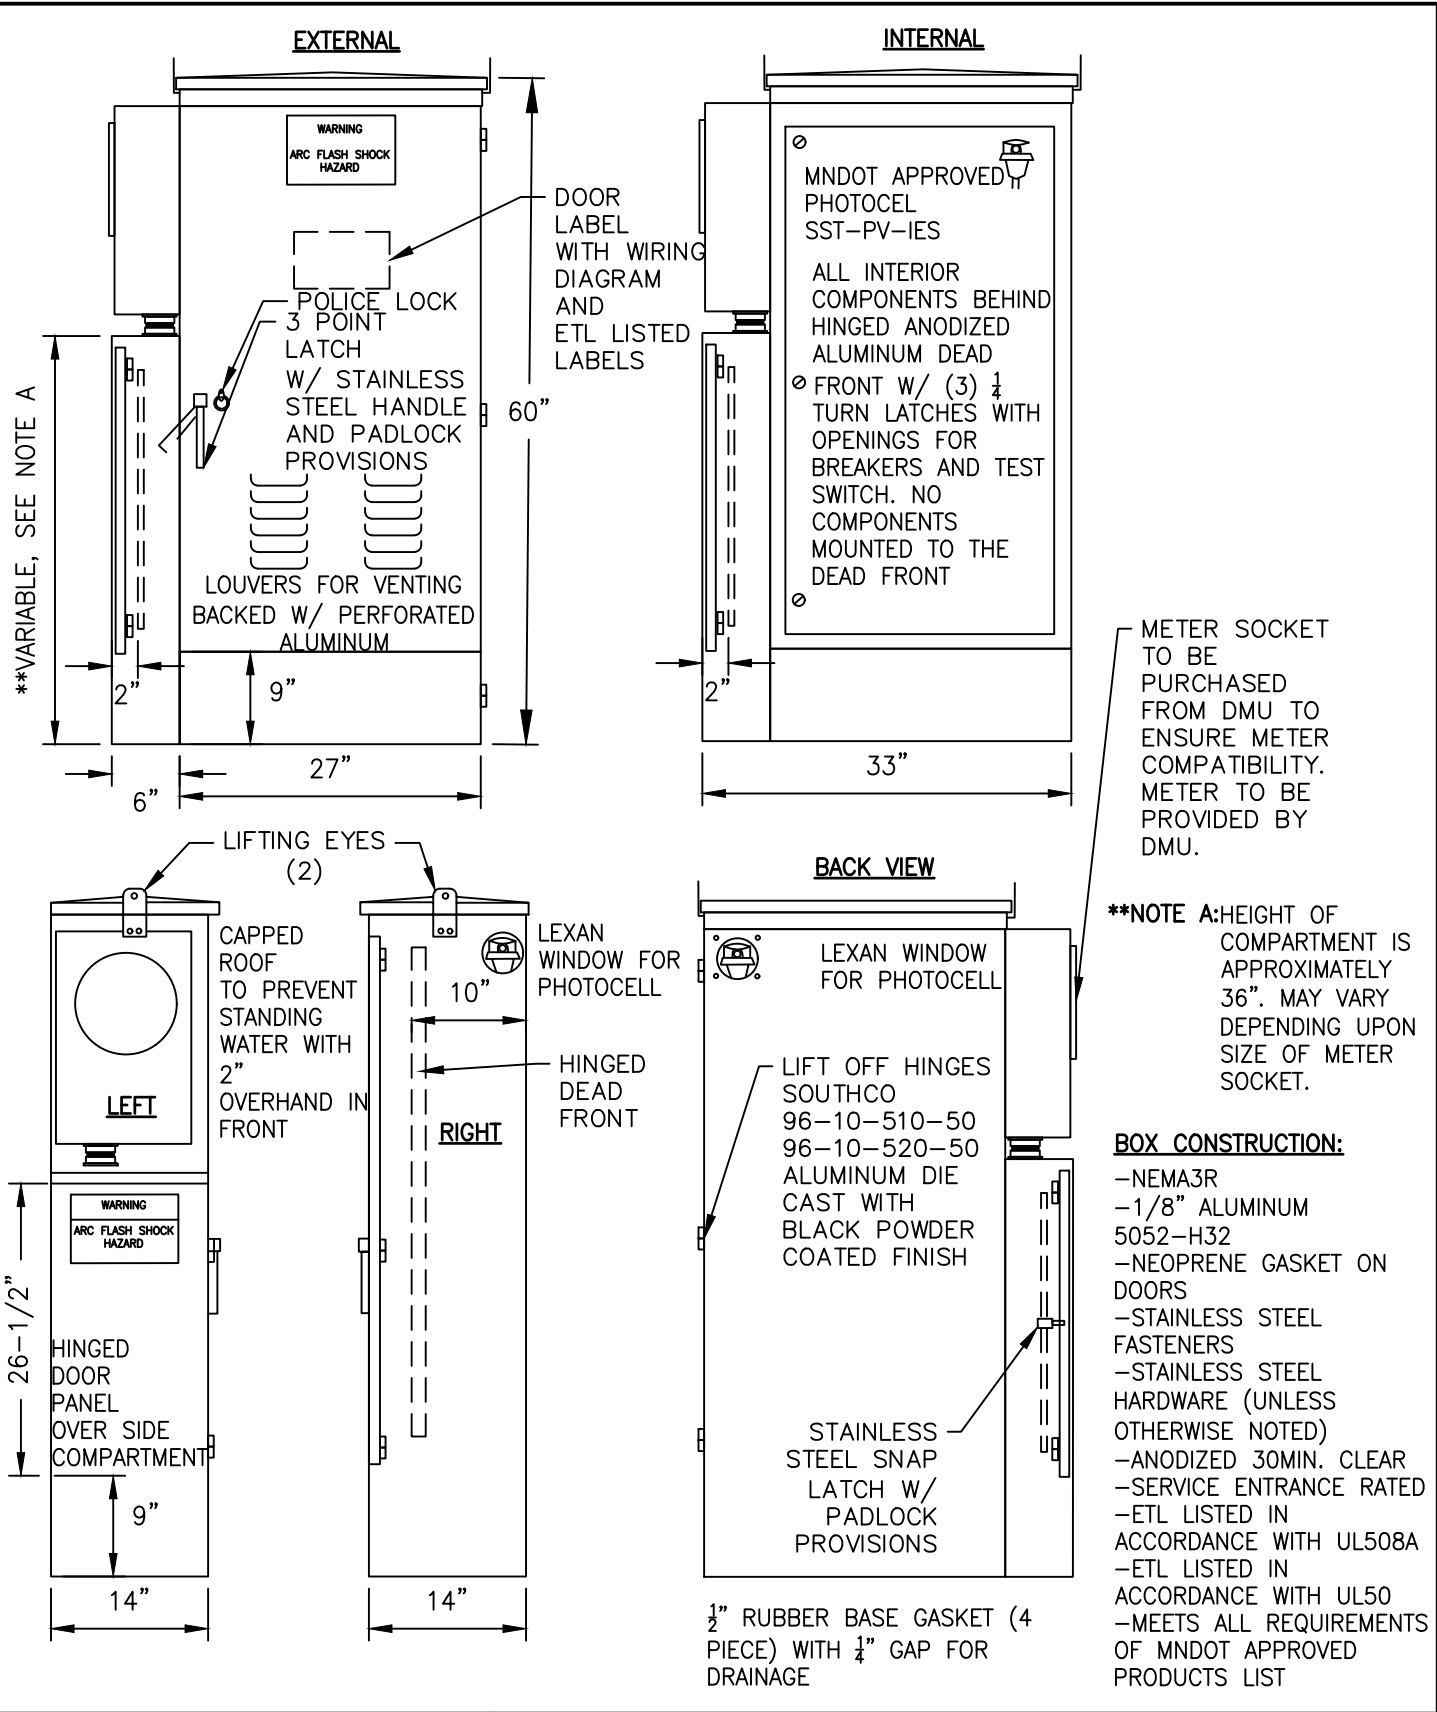 EXTERNAL
WARNING
ARC FLASH SHOCK
HAZARD
DOOR
LABEL
WITH WIRING
DIAGRAM
AND
ETL LISTED
LABELS
POLICE LOCK
3 POINT
LATCH
W/ STAINLESS
STEEL HANDLE
AND PADLOCK
PROVISIONS
60"
**VARIABLE, SEE NOTE A
LOUVERS FOR VENTING
BACKED W/ PERFORATED
ALUMINUM
2"
9"
6"
27"
INTERNAL
MNDOT APPROVED
PHOTOCEL
SST-PV-IES
ALL INTERIOR
COMPONENTS BEHIND
HINGED ANODIZED
ALUMINUM DEAD
FRONT W/ (3) 1/4
TURN LATCHES WITH
OPENINGS FOR
BREAKERS AND TEST
SWITCH. NO
COMPONENTS
MOUNTED TO THE
DEAD FRONT
2"
33"
METER SOCKET
TO BE
PURCHASED
FROM DMU TO
ENSURE METER
COMPATIBILITY.
METER TO BE
PROVIDED BY
DMU.
LIFTING EYES
(2)
CAPPED
ROOF
TO PREVENT
STANDING
WATER WITH
2"
OVERHAND IN
FRONT
LEFT
WARNING
ARC FLASH SHOCK
HAZARD
26-1/2"
HINGED
DOOR
PANEL
OVER SIDE
COMPARTMENT
9"
14"
LEXAN
WINDOW FOR
PHOTOCELL
10"
HINGED
DEAD
FRONT
RIGHT
14"
BACK VIEW
LEXAN WINDOW
FOR PHOTOCELL
LIFT OFF HINGES
SOUTHCO
96-10-510-50
96-10-520-50
ALUMINUM DIE
CAST WITH
BLACK POWDER
COATED FINISH
STAINLESS
STEEL SNAP
LATCH W/
PADLOCK
PROVISIONS
1/2" RUBBER BASE GASKET (4
PIECE) WITH 1/4" GAP FOR
DRAINAGE
**NOTE A:HEIGHT OF
COMPARTMENT IS
APPROXIMATELY
36". MAY VARY
DEPENDING UPON
SIZE OF METER
SOCKET.
BOX CONSTRUCTION:
-NEMA3R
-1/8" ALUMINUM
5052-H32
-NEOPRENE GASKET ON
DOORS
-STAINLESS STEEL
FASTENERS
-STAINLESS STEEL
HARDWARE (UNLESS
OTHERWISE NOTED)
-ANODIZED 30MIN. CLEAR
-SERVICE ENTRANCE RATED
-ETL LISTED IN
ACCORDANCE WITH UL508A
-ETL LISTED IN
ACCORDANCE WITH UL50
-MEETS ALL REQUIREMENTS
OF MNDOT APPROVED
PRODUCTS LIST